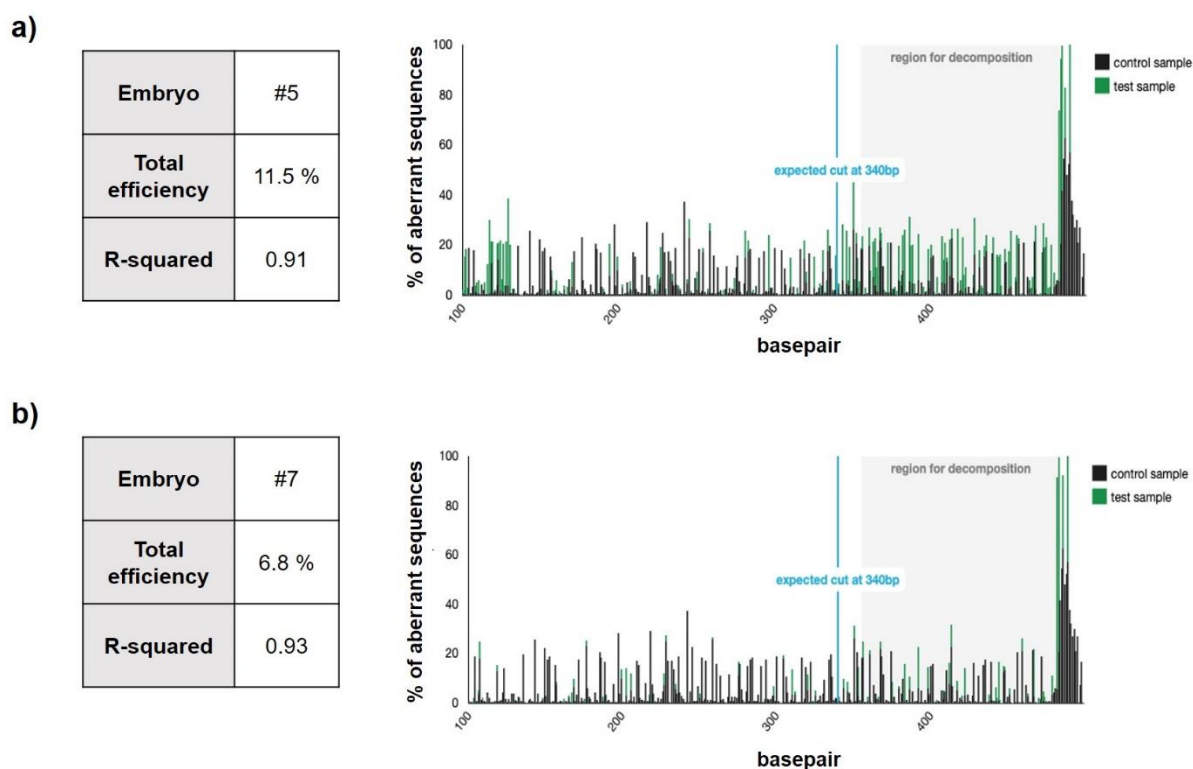 a)
Embryo #5
Total efficiency 11.5 %
R-squared 0.91
% of aberrant sequences
100
80
60
40
20
0
region for decomposition
expected cut at 340bp
control sample
test sample
100 200 300 400
basepair
b)
Embryo #7
Total efficiency 6.8 %
R-squared 0.93
% of aberrant sequences
100
80
60
40
20
0
region for decomposition
expected cut at 340bp
control sample
test sample
100 200 300 400
basepair